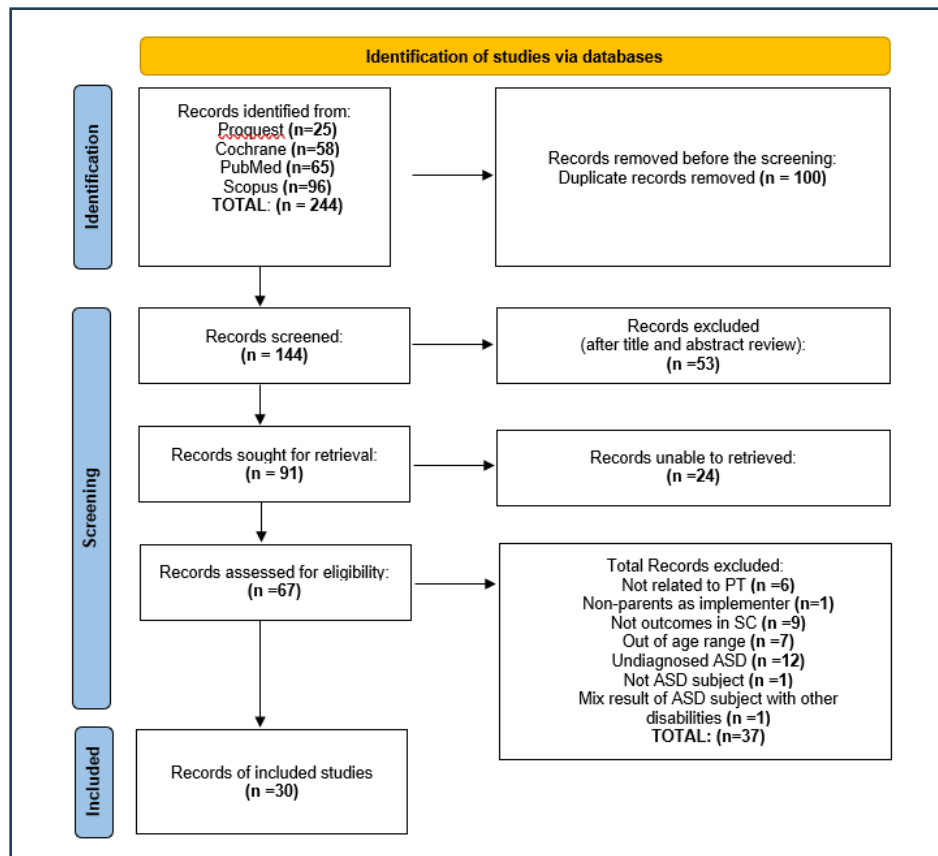 Identification of studies via databases
Identification
Records identified from:
Proquest (n=25)
Cochrane (n=58)
PubMed (n=65)
Scopus (n=96)
TOTAL: (n = 244)
Records removed before the screening:
Duplicate records removed (n = 100)
Screening
Records screened:
(n = 144)
Records excluded
(after title and abstract review):
(n =53)
Records sought for retrieval:
(n = 91)
Records unable to retrieved:
(n =24)
Records assessed for eligibility:
(n =67)
Total Records excluded:
Not related to PT (n =6)
Non-parents as implementer (n=1)
Not outcomes in SC (n =9)
Out of age range (n =7)
Undiagnosed ASD (n =12)
Not ASD subject (n =1)
Mix result of ASD subject with other
disabilities (n =1)
TOTAL: (n=37)
Included
Records of included studies
(n =30)